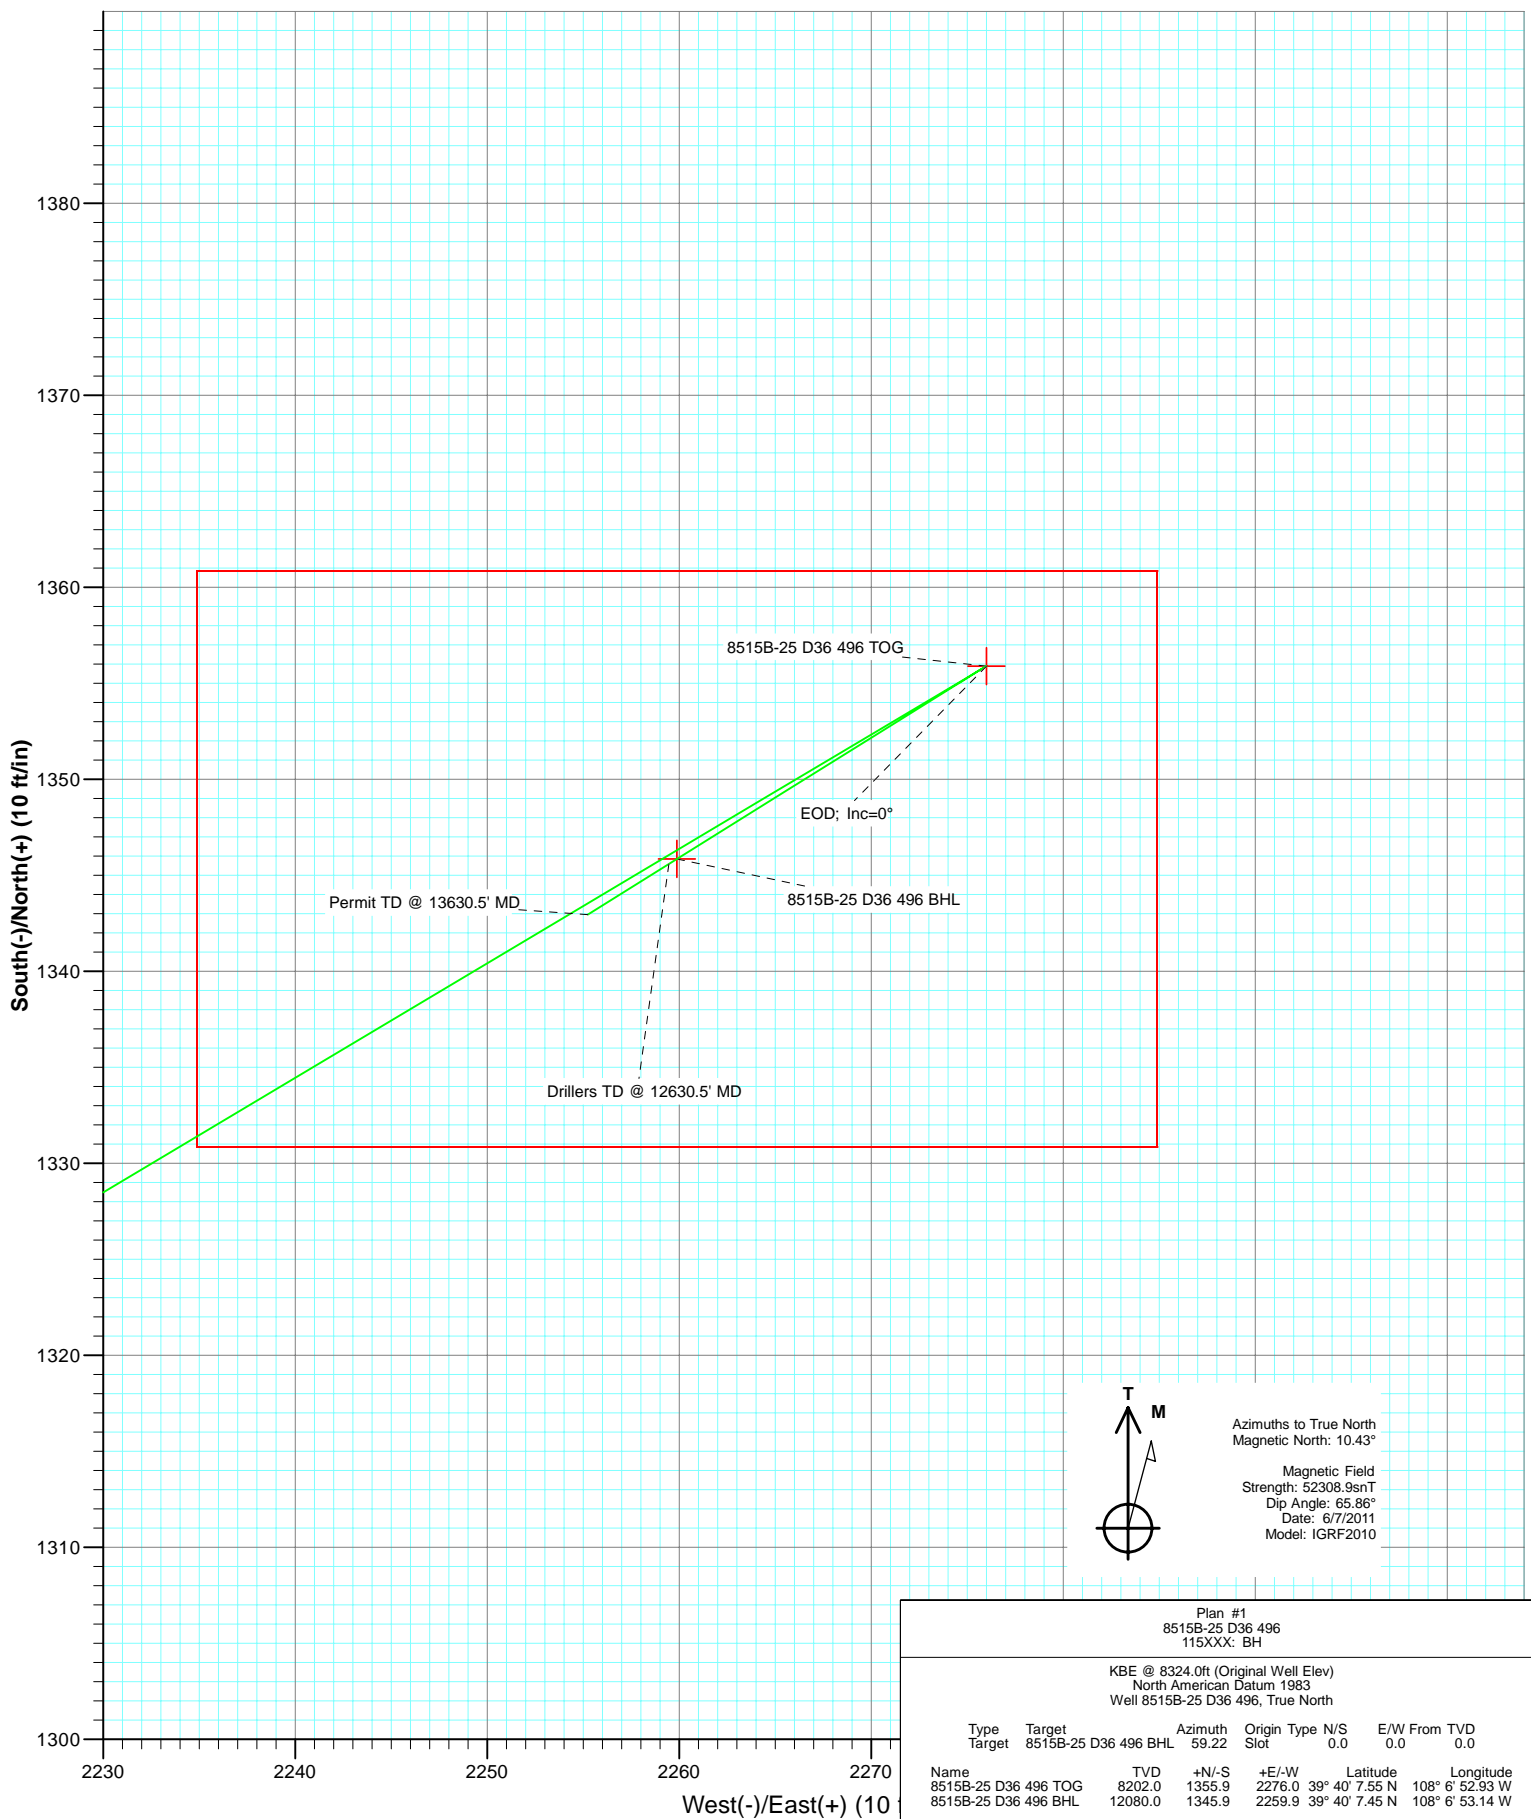 1380
1370
1360
8515B-25 D36 496 TOG
South(-)/North(+) (10 ft/in)
1350
EOD; Inc=0°
Permit TD @ 13630.5' MD
8515B-25 D36 496 BHL
1340
Drillers TD @ 12630.5' MD
1330
1320
T
M
Azimuths to True North
Magnetic North: 10.43°
Magnetic Field
Strength: 52308.9snT
Dip Angle: 65.86°
Date: 6/7/2011
Model: IGRF2010
1310
1300
2230 2240 2250 2260 2270
West(-)/East(+) (10
Plan #1
8515B-25 D36 496
115XXX: BH
KBE @ 8324.0ft (Original Well Elev)
North American Datum 1983
Well 8515B-25 D36 496, True North
Type Target Azimuth Origin Type N/S E/W From TVD
Target 8515B-25 D36 496 BHL 59.22 Slot 0.0 0.0 0.0
Name TVD +N/-S +E/-W Latitude Longitude
8515B-25 D36 496 TOG 8202.0 1355.9 2276.0 39° 40' 7.55 N 108° 6' 52.93 W
8515B-25 D36 496 BHL 12080.0 1345.9 2259.9 39° 40' 7.45 N 108° 6' 53.14 W